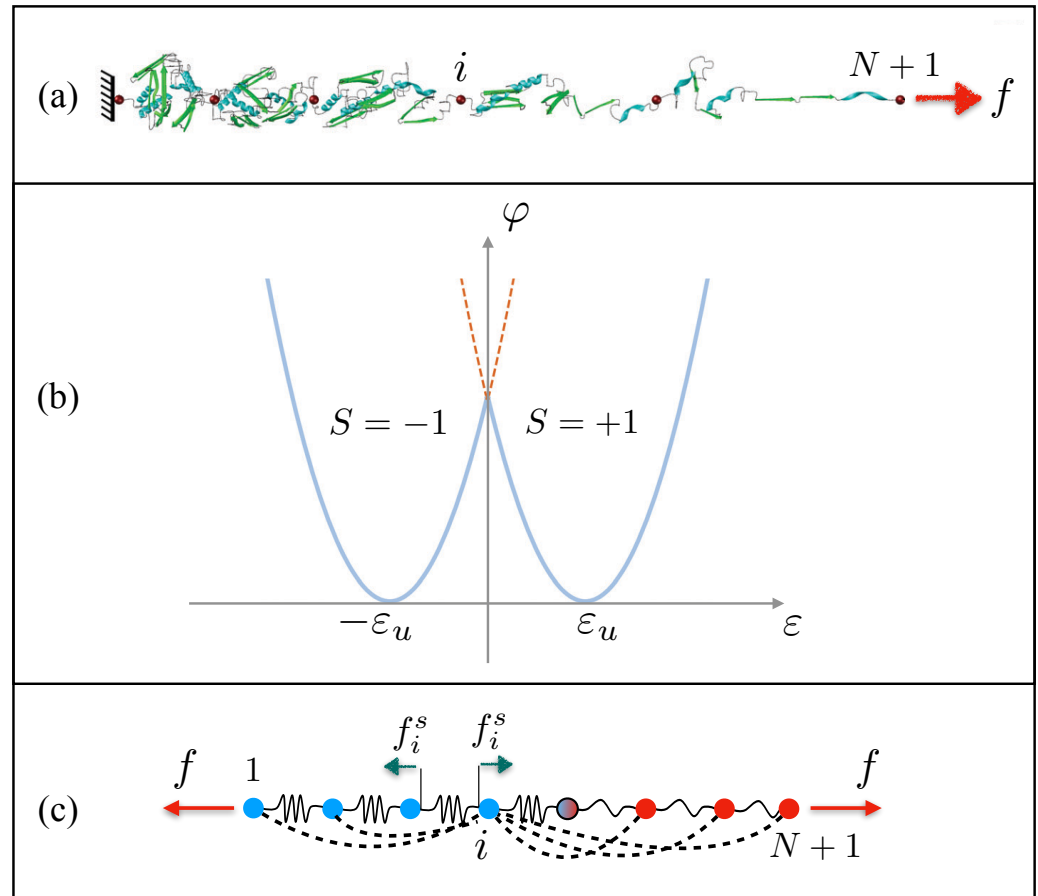 (a)
i
N + 1
f
(b)
φ
S = −1
S = +1
−ε_u
ε_u
ε
(c)
f
1
f_i^s
f_i^s
f
i
N + 1